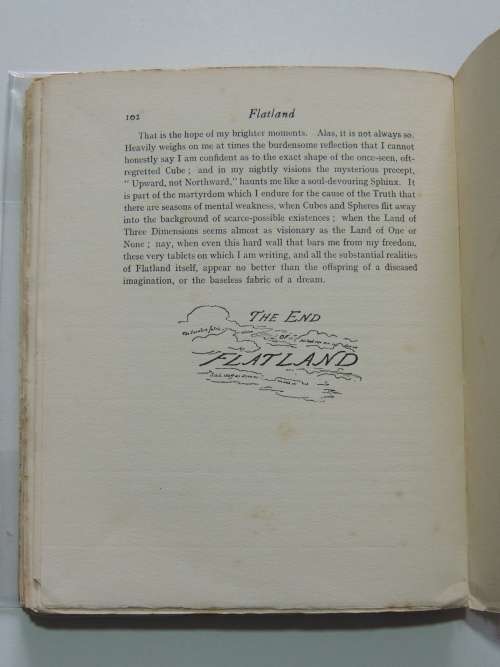 102 Flatland
That is the hope of my brighter moments. Alas, it is not always so.
Heavily weighs on me at times the burdensome reflection that I cannot
honestly say I am confident as to the exact shape of the once-seen, oft-
regretted Cube ; and in my nightly visions the mysterious precept,
" Upward, not Northward," haunts me like a soul-devouring Sphinx. It
is part of the martyrdom which I endure for the cause of the Truth that
there are seasons of mental weakness, when Cubes and Spheres flit away
into the background of scarce-possible existences ; when the Land of
Three Dimensions seems almost as visionary as the Land of One or
None ; nay, when even this hard wall that bars me from my freedom,
these very tablets on which I am writing, and all the substantial realities
of Flatland itself, appear no better than the offspring of a diseased
imagination, or the baseless fabric of a dream.
THE END
OF
FLATLAND